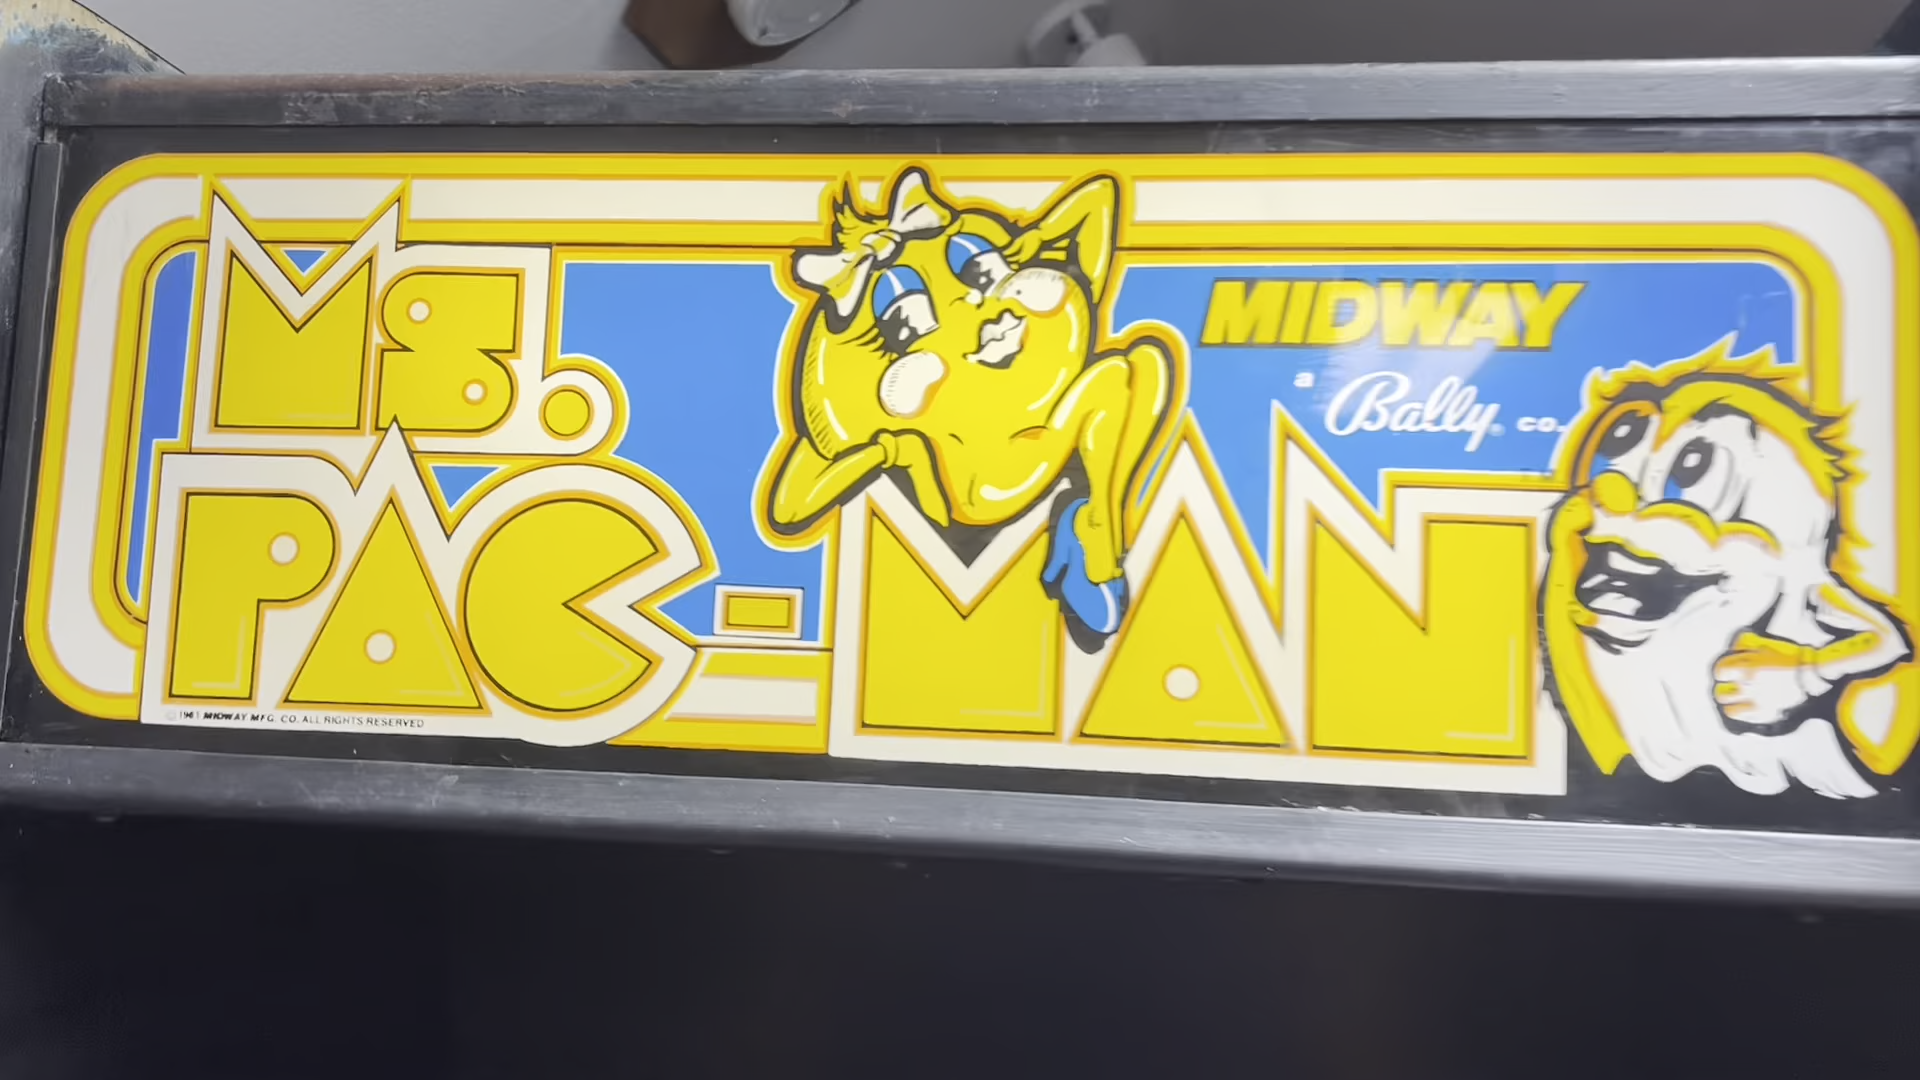 MS.
PAC-MAN
MIDWAY
a Bally® co.
© 1981 MIDWAY MFG. CO. ALL RIGHTS RESERVED